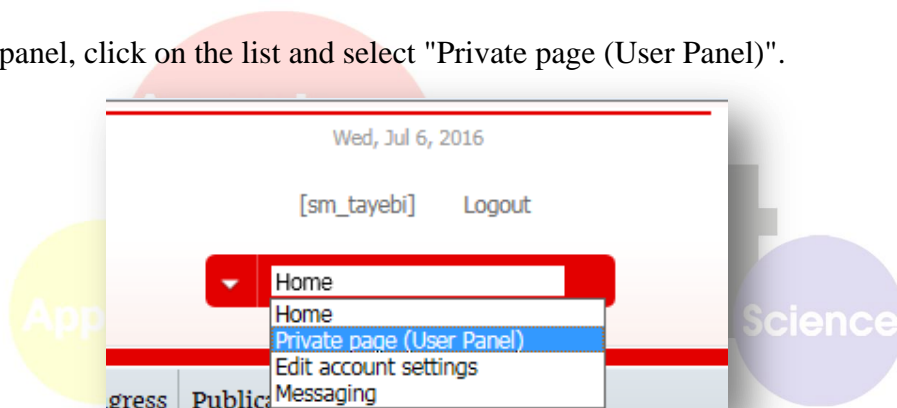 panel, click on the list and select "Private page (User Panel)".
Wed, Jul 6, 2016
[sm_tayebi] Logout
Home
Home
Private page (User Panel)
Edit account settings
Messaging
App
Science
gress Publica